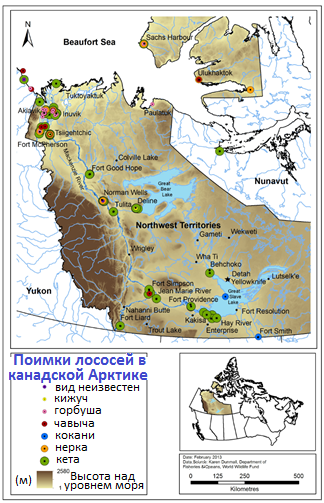 N
Sachs Harbour
Beaufort Sea
Ulukhaktok
Tuktoyaktuk
Paulatuk
Aklavik
Inuvik
Tsiigehtchic
Fort McPherson
Mackenzie River
Colville Lake
Fort Good Hope
Nunavut
Great
Bear
Lake
Norman Wells
Tulita
Deline
Northwest Territories
Gameti
Wekweti
Wrigley
Wha Ti
Behchoko
Detah
Yellowknife
Lutselk'e
Yukon
Fort Simpson
Jean Marie River
Great
Slave
Lake
Fort Providence
Fort Resolution
Nahanni Butte
Fort Liard
Trout Lake
Kakisa
Hay River
Enterprise
Fort Smith
Поимки лососей в
канадской Арктике
вид неизвестен
кижуч
горбуша
чавыча
кокани
нерка
кета
(м)
2580
Высота над
1
уровнем моря
Date: February 2013
Data Source: Karen Dunmall, Department of
Fisheries & Oceans, World Wildlife Fund
0
250
500
Kilometres